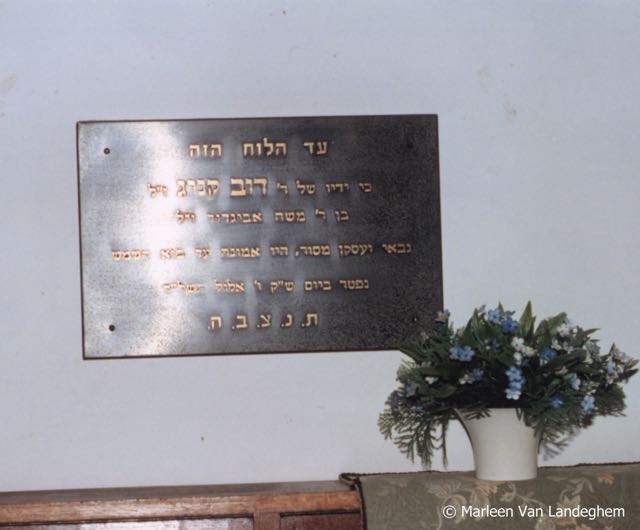 עד הלוח הזה
כי ידיו של ר' דוב קניג ז"ל
בן ר' משה אביגדור ז"ל
גבאי ועסקן מסור, היו אמונה עד בוא השמש
נפטר ביום ש"ק ו' אלול
ת. נ. צ. ב. ה.
© Marleen Van Landeghem